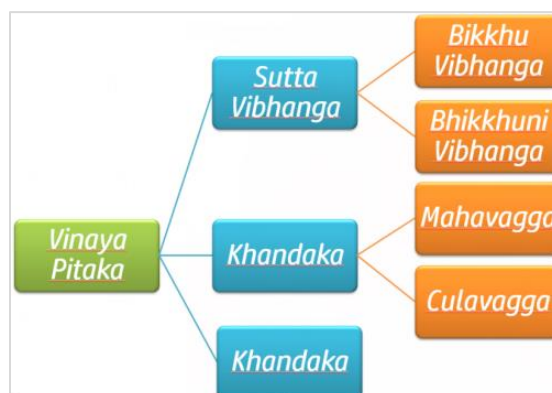 Vinaya
Pitaka
Sutta
Vibhanga
Bikkhu
Vibhanga
Bhikkhuni
Vibhanga
Khandaka
Mahavagga
Culavagga
Khandaka